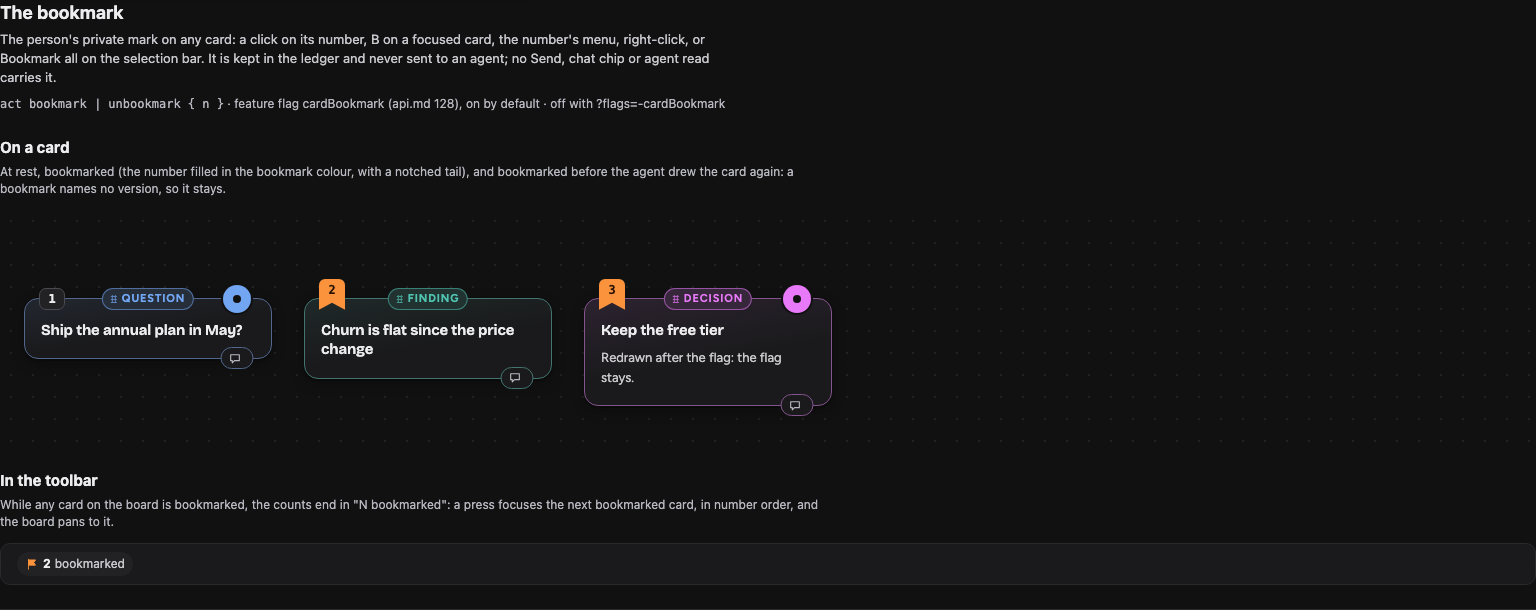 The bookmark
The person's private mark on any card: a click on its number, B on a focused card, the number's menu, right-click, or
Bookmark all on the selection bar. It is kept in the ledger and never sent to an agent; no Send, chat chip or agent read
carries it.
act bookmark | unbookmark { n } · feature flag cardBookmark (api.md 128), on by default · off with ?flags=-cardBookmark
On a card
At rest, bookmarked (the number filled in the bookmark colour, with a notched tail), and bookmarked before the agent drew the card again: a
bookmark names no version, so it stays.
1
QUESTION
Ship the annual plan in May?
2
FINDING
Churn is flat since the price
change
3
DECISION
Keep the free tier
Redrawn after the flag: the flag
stays.
In the toolbar
While any card on the board is bookmarked, the counts end in "N bookmarked": a press focuses the next bookmarked card, in number order, and
the board pans to it.
2 bookmarked